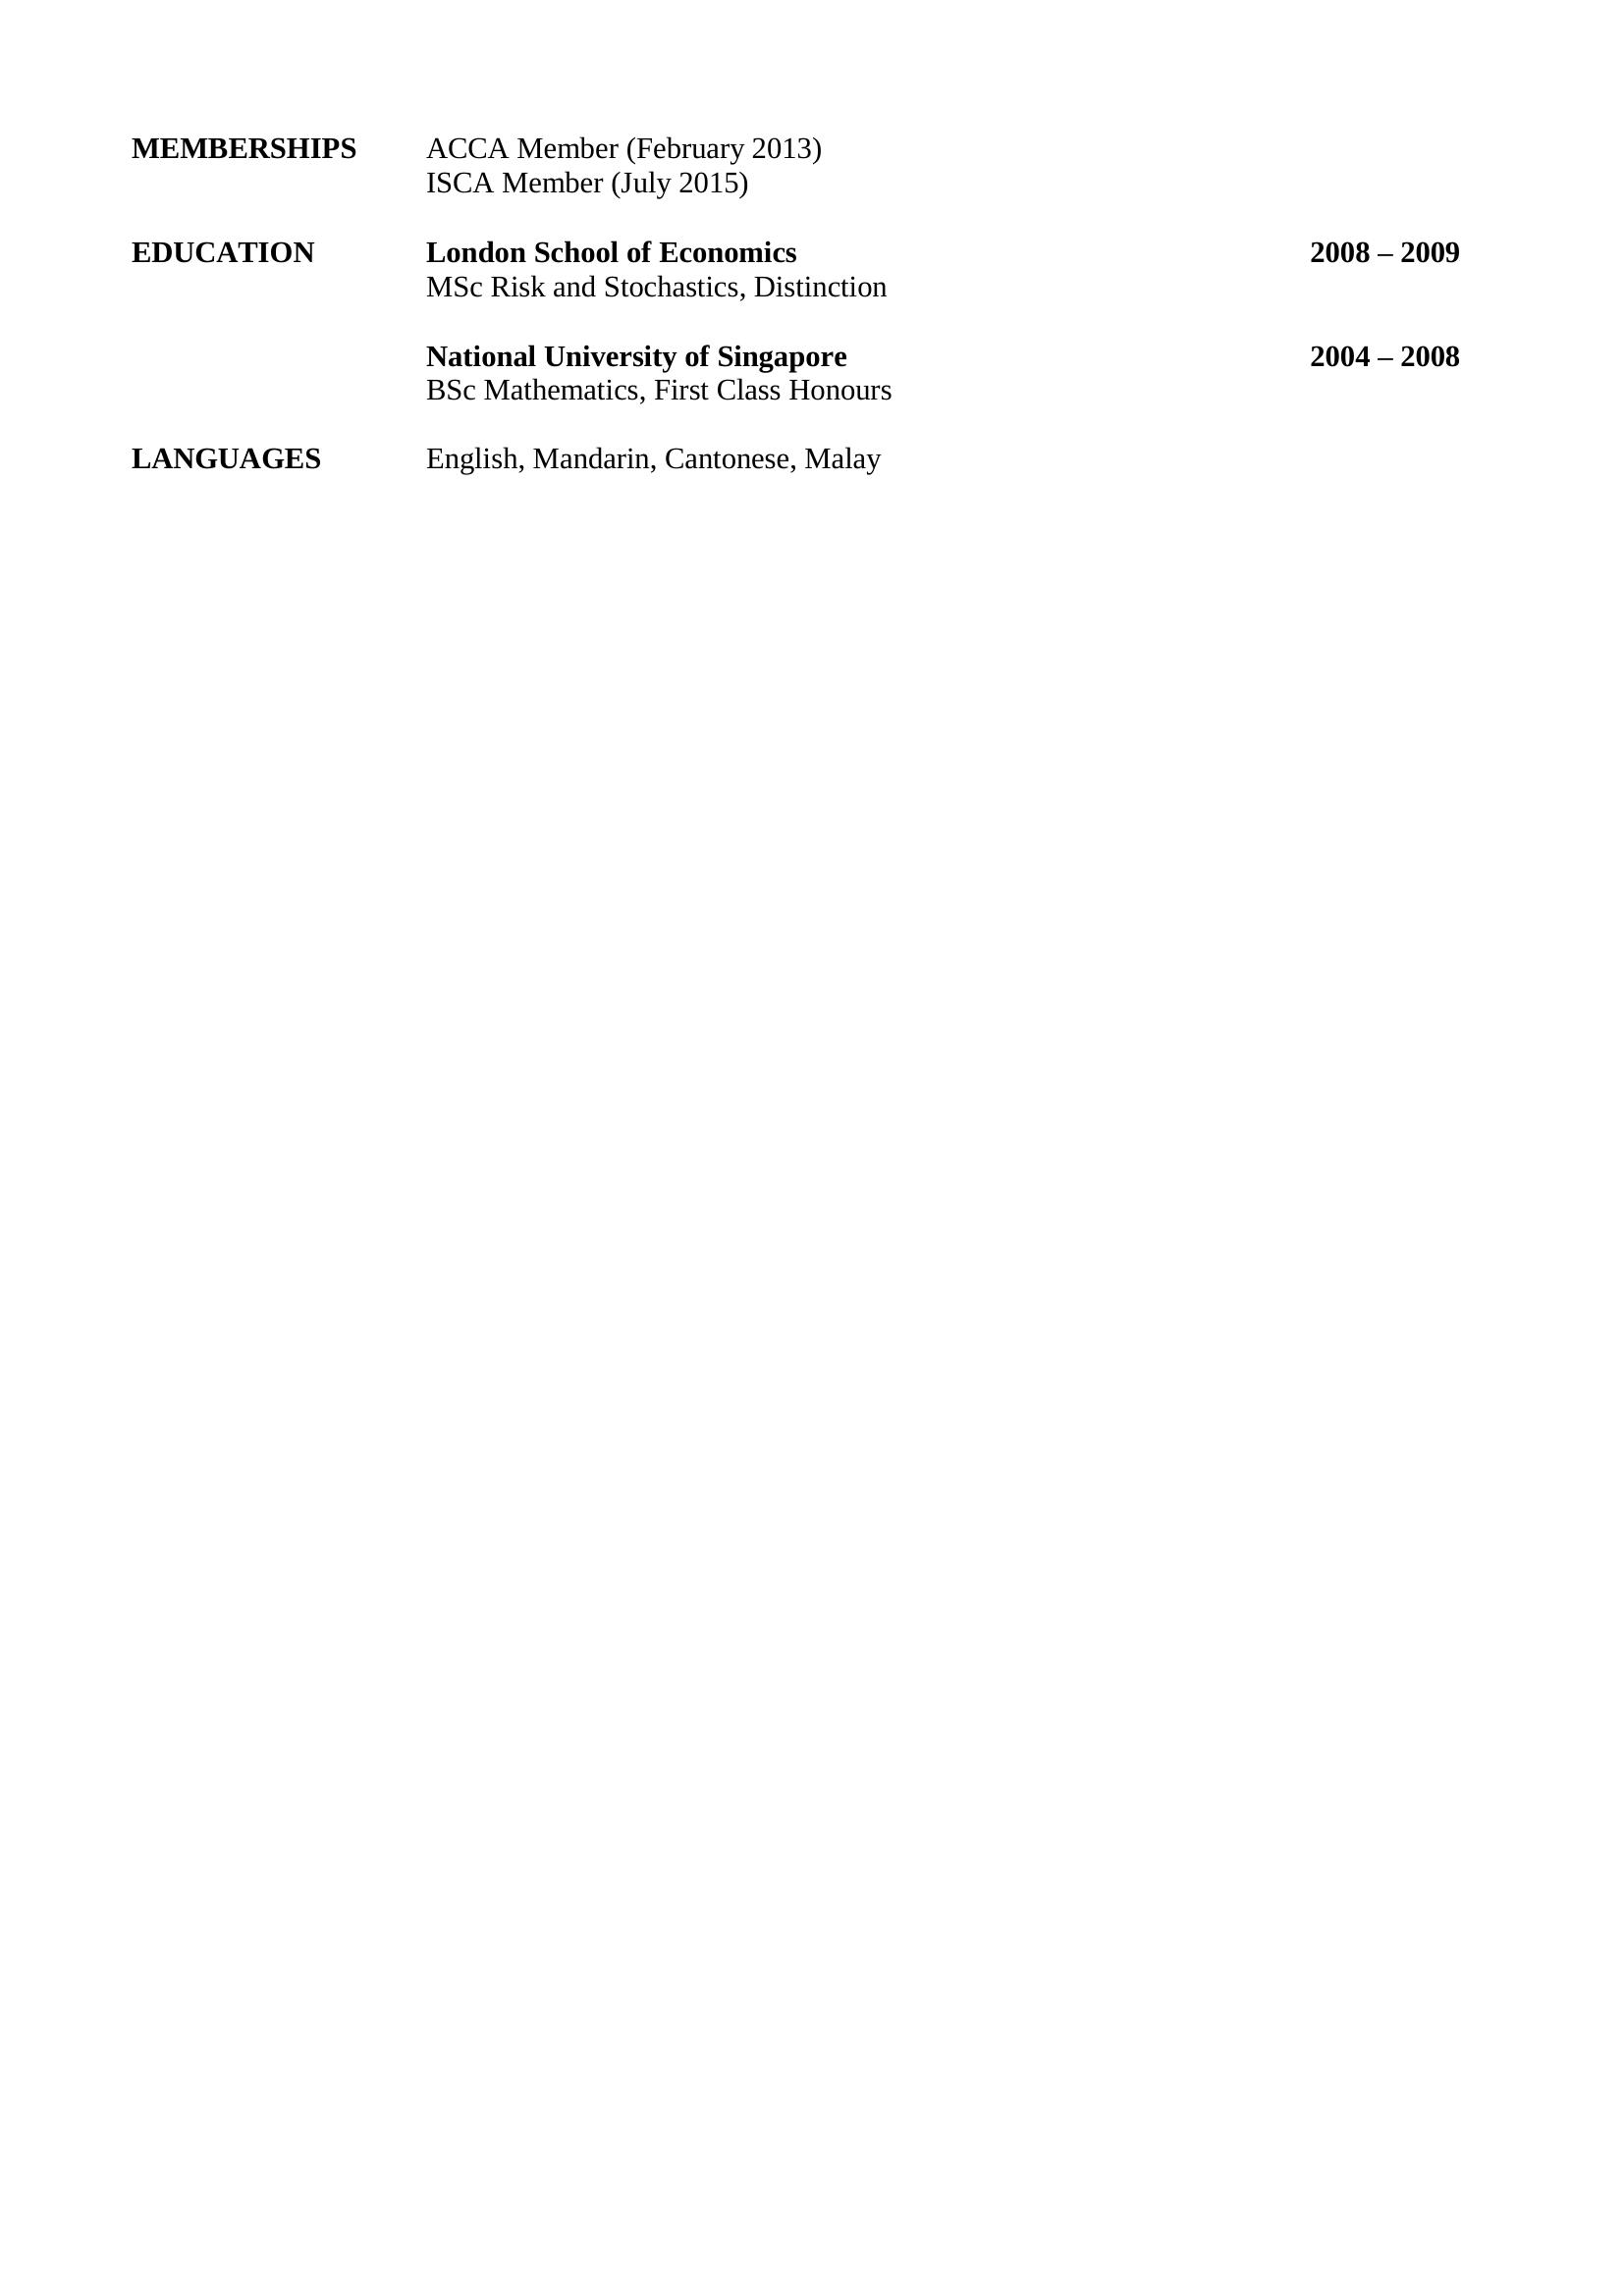 MEMBERSHIPS ACCA Member (February 2013)
ISCA Member (July 2015)
EDUCATION London School of Economics 2008 – 2009
MSc Risk and Stochastics, Distinction
National University of Singapore 2004 – 2008
BSc Mathematics, First Class Honours
LANGUAGES English, Mandarin, Cantonese, Malay